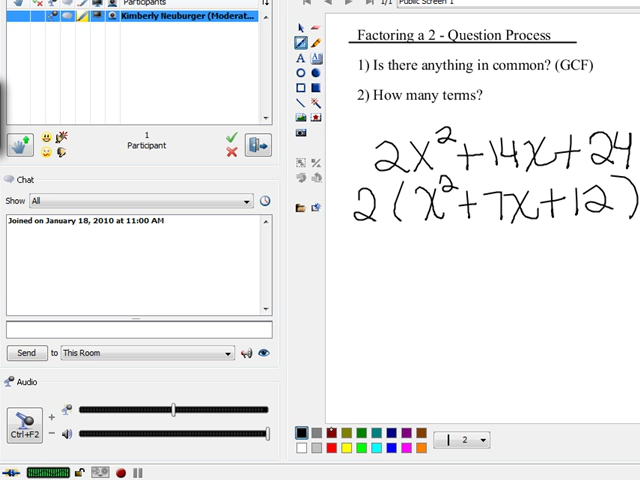 Participants
1/1 Public Screen 1
Kimberly Neuburger (Moderat...
1
Participant
Chat
Show All
Joined on January 18, 2010 at 11:00 AM
Send to This Room
Audio
Ctrl+F2
Factoring a 2 - Question Process
1) Is there anything in common? (GCF)
2) How many terms?
2x² + 14x + 24
2(x² + 7x + 12)
A A
2